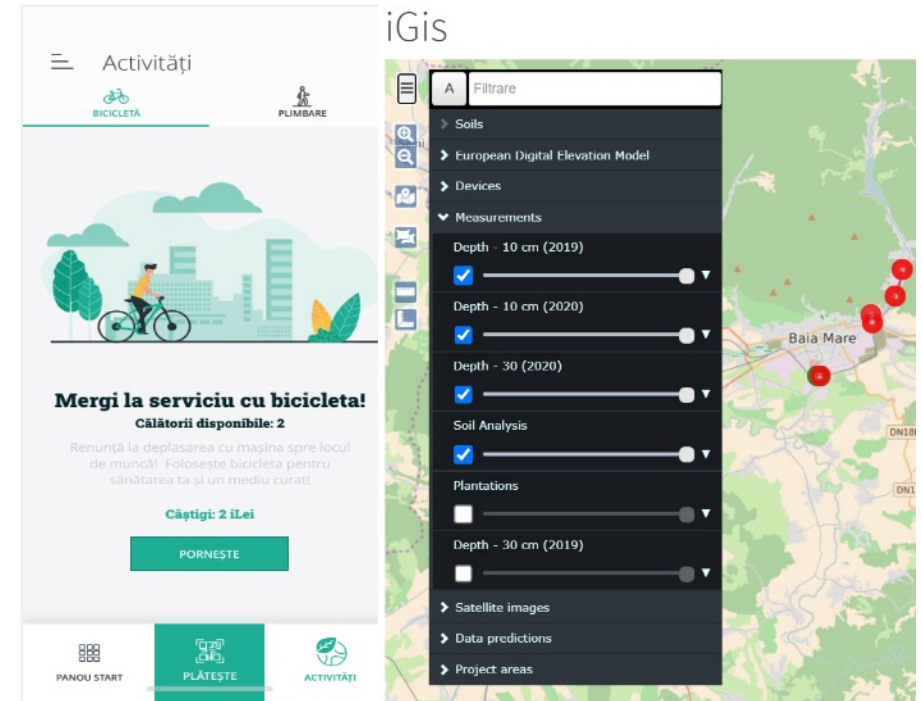 Activități
BICICLETĂ
PLIMBARE
Mergi la serviciu cu bicicleta!
Călătorii disponibile: 2
Renunță la deplasarea cu mașina spre locul
de muncă! Folosește bicicleta pentru
sănătatea ta și un mediu curat!
Câștigi: 2 iLei
PORNEȘTE
PANOU START
PLĂTEȘTE
ACTIVITĂȚI
iGis
A
Filtrare
Soils
European Digital Elevation Model
Devices
Measurements
Depth - 10 cm (2019)
Depth - 10 cm (2020)
Depth - 30 (2020)
Soil Analysis
Plantations
Depth - 30 cm (2019)
Satellite images
Data predictions
Project areas
Baia Mare